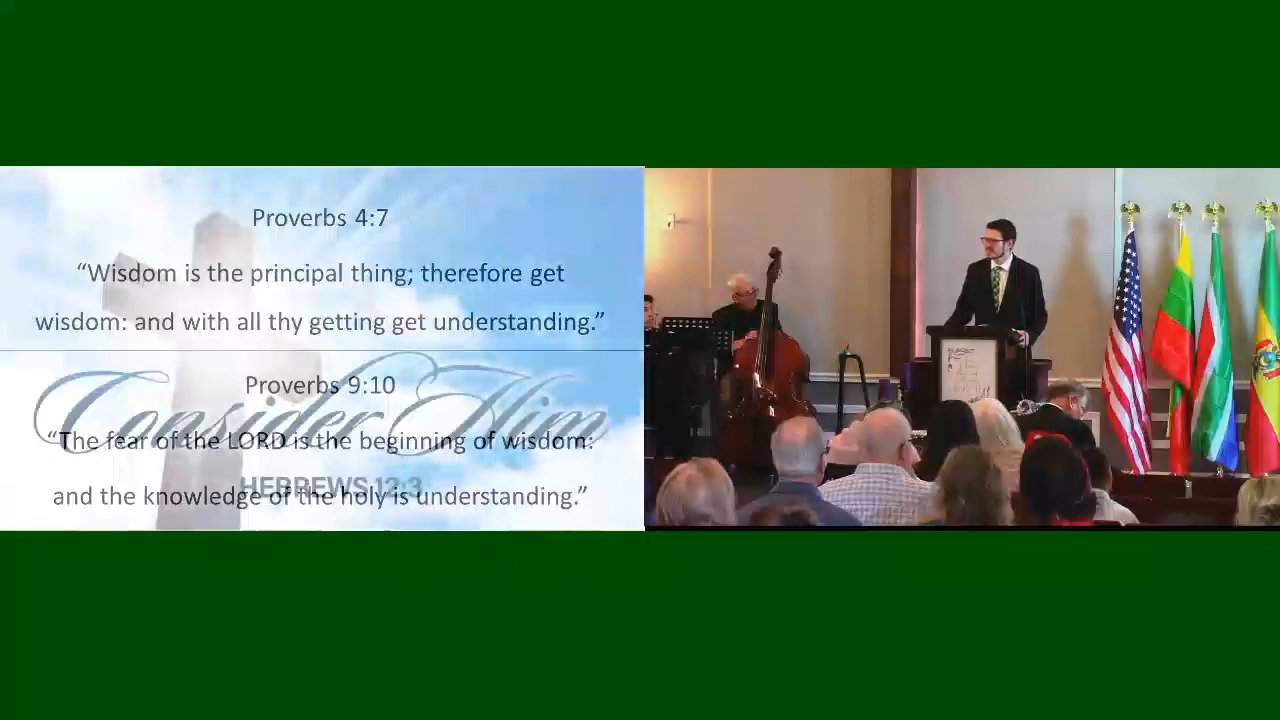 Proverbs 4:7
“Wisdom is the principal thing; therefore get
wisdom: and with all thy getting get understanding.”
Proverbs 9:10
Consider Him
“The fear of the LORD is the beginning of wisdom:
HEBREWS 12:3
and the knowledge of the holy is understanding.”